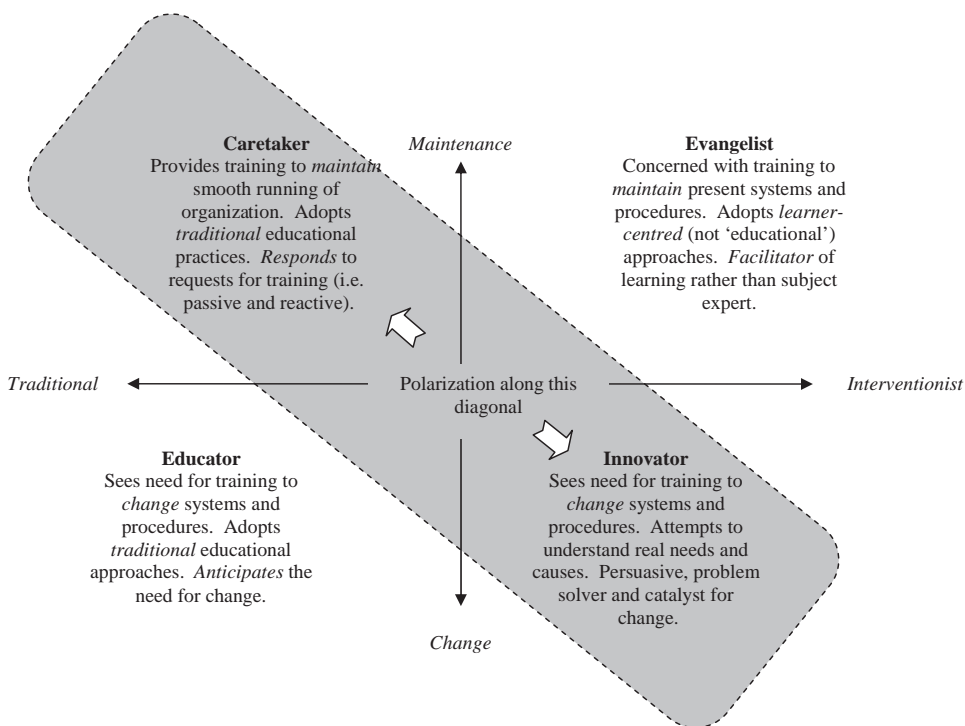 Caretaker
Provides training to maintain
smooth running of
organization. Adopts
traditional educational
practices. Responds to
requests for training (i.e.
passive and reactive).
Maintenance
Evangelist
Concerned with training to
maintain present systems and
procedures. Adopts learner-
centred (not ‘educational’)
approaches. Facilitator of
learning rather than subject
expert.
Traditional
Polarization along this
diagonal
Interventionist
Educator
Sees need for training to
change systems and
procedures. Adopts
traditional educational
approaches. Anticipates the
need for change.
Innovator
Sees need for training to
change systems and
procedures. Attempts to
understand real needs and
causes. Persuasive, problem
solver and catalyst for
change.
Change